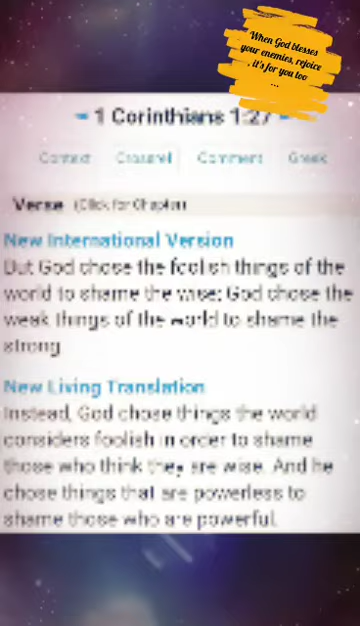 When God blesses
your enemies, rejoice
, it's for you too
...
1 Corinthians 1:27
Context Crossref Comment Greek
Verse (Click for Chapter)
New International Version
But God chose the foolish things of the
world to shame the wise; God chose the
weak things of the world to shame the
strong
New Living Translation
Instead, God chose things the world
considers foolish in order to shame
those who think they are wise. And he
chose things that are powerless to
shame those who are powerful.